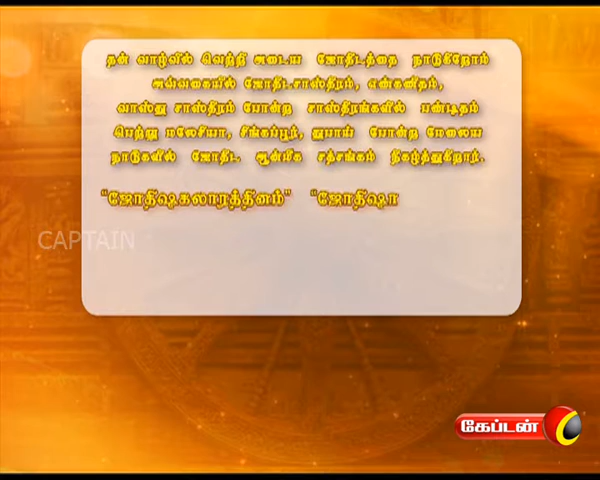 தன் வாழ்வில் வெற்றி அடைய ஜோதிடத்தை நாடுகிறோம்
அவ்வகையில் ஜோதிடசாஸ்திரம், எண்கணிதம்,
வாஸ்து சாஸ்திரம் போன்ற சாஸ்திரங்களில் பண்டிதம்
பெற்று மலேசியா, சிங்கப்பூர், துபாய் போன்ற மேலைய
நாடுகளில் ஜோதிட ஆன்மீக சத்சங்கம் நிகழ்த்துகிறார்.
"ஜோதிஷகலாரத்தினம்" "ஜோதிஷா
CAPTAIN
கேப்டன்